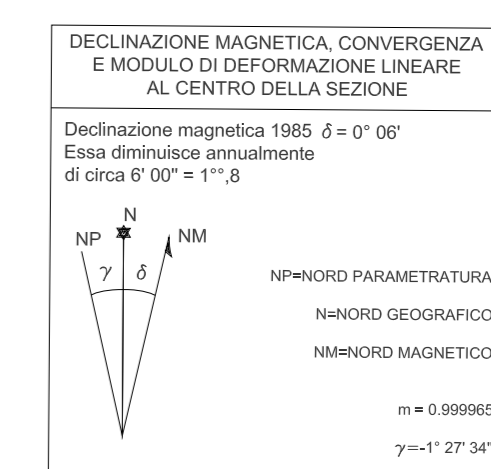 DECLINAZIONE MAGNETICA, CONVERGENZA
E MODULO DI DEFORMAZIONE LINEARE
AL CENTRO DELLA SEZIONE
Declinazione magnetica 1985 δ = 0° 06'
Essa diminuisce annualmente
di circa 6' 00" = 1°°,8
N
NP NM
γ δ
NP=NORD PARAMETRATURA
N=NORD GEOGRAFICO
NM=NORD MAGNETICO
m = 0.999965
γ=-1° 27' 34"